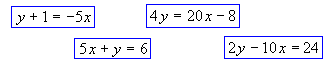 y + 1 = −5x
4y = 20x − 8
5x + y = 6
2y − 10x = 24